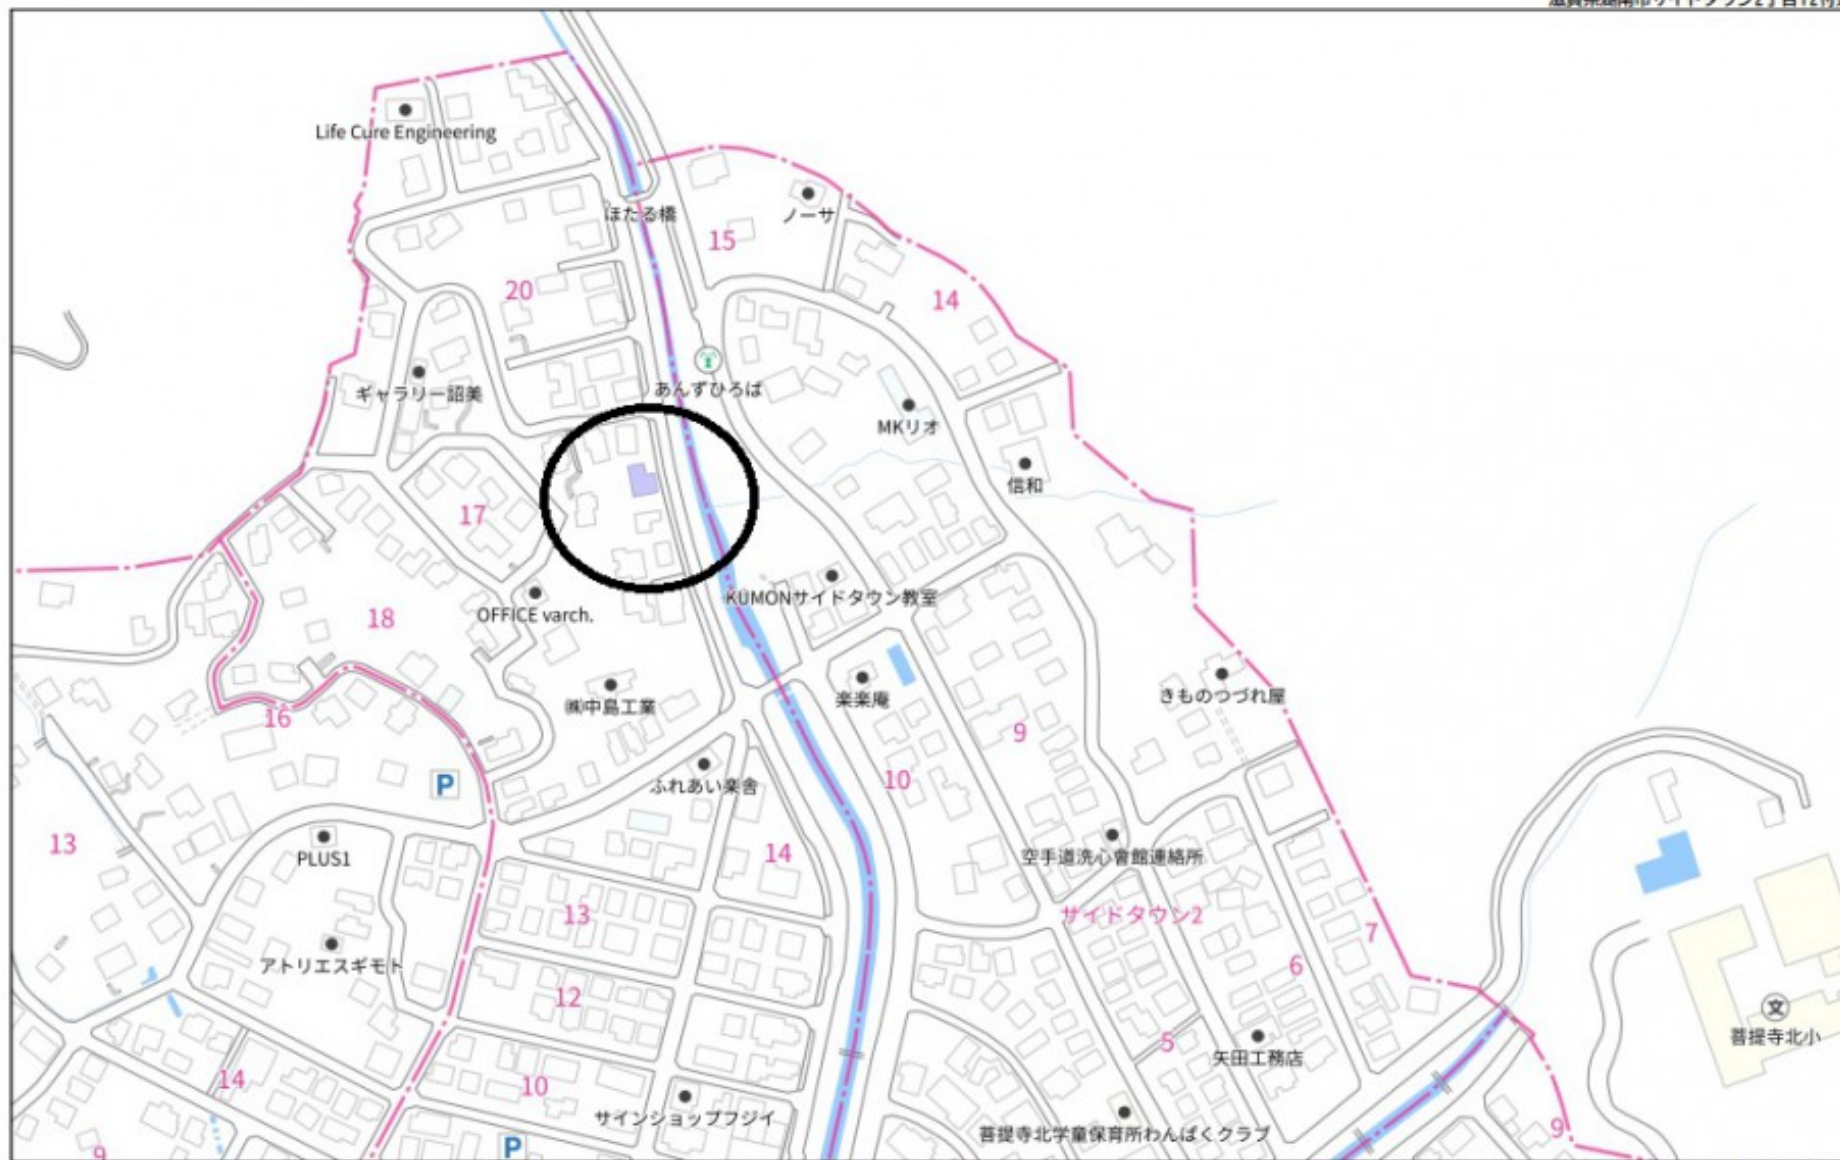 Life Cure Engineering
ほたる橋
ノーサ
15
20
14
あんずひろば
ギャラリー詔美
MKリオ
信和
17
KUMONサイドタウン教室
OFFICE varch.
18
㈱中島工業
楽楽庵
きものつづれ屋
16
9
ふれあい楽舎
10
P
13
PLUS1
14
空手道洗心會館連絡所
13
サイドタウン2
7
アトリエスギモト
12
6
文
菩提寺北小
5
矢田工務店
14
10
サインショップフジイ
菩提寺北学童保育所わんぱくクラブ
9
P
9